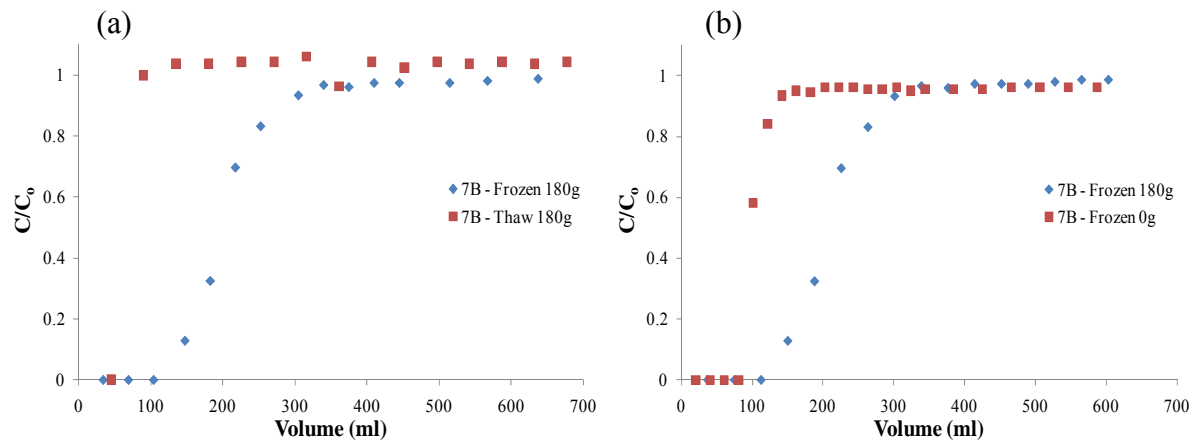 (a)
C/Co
1
0.8
0.6
0.4
0.2
0
0 100 200 300 400 500 600 700
Volume (ml)
7B - Frozen 180g
7B - Thaw 180g
(b)
C/Co
1
0.8
0.6
0.4
0.2
0
0 100 200 300 400 500 600 700
Volume (ml)
7B - Frozen 180g
7B - Frozen 0g